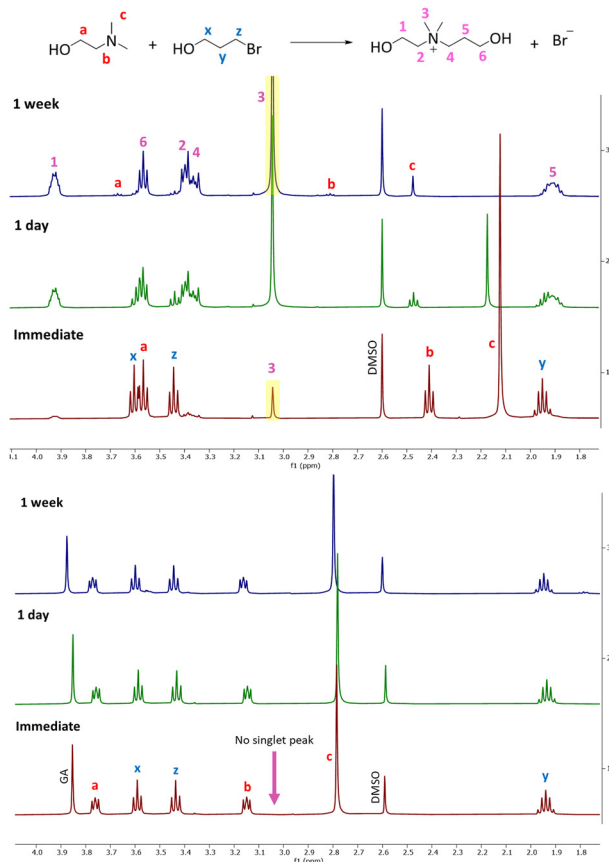 c
a
N
HO
b
+
x
z
HO
Br
y
3
1
5
HO
N
+
OH
2
4
6
+ Br⁻
1 week
3
1
6
2
4
a
b
c
5
3
1 day
2
Immediate
x
a
z
3
DMSO
b
c
y
1
4.1 4.0 3.9 3.8 3.7 3.6 3.5 3.4 3.3 3.2 3.1 3.0 2.9 2.8 2.7 2.6 2.5 2.4 2.3 2.2 2.1 2.0 1.9 1.8
f1 (ppm)
1 week
3
1 day
2
Immediate
No singlet peak
GA
a
x
z
b
c
DMSO
y
1
4.0 3.9 3.8 3.7 3.6 3.5 3.4 3.3 3.2 3.1 3.0 2.9 2.8 2.7 2.6 2.5 2.4 2.3 2.2 2.1 2.0 1.9 1.8
f1 (ppm)